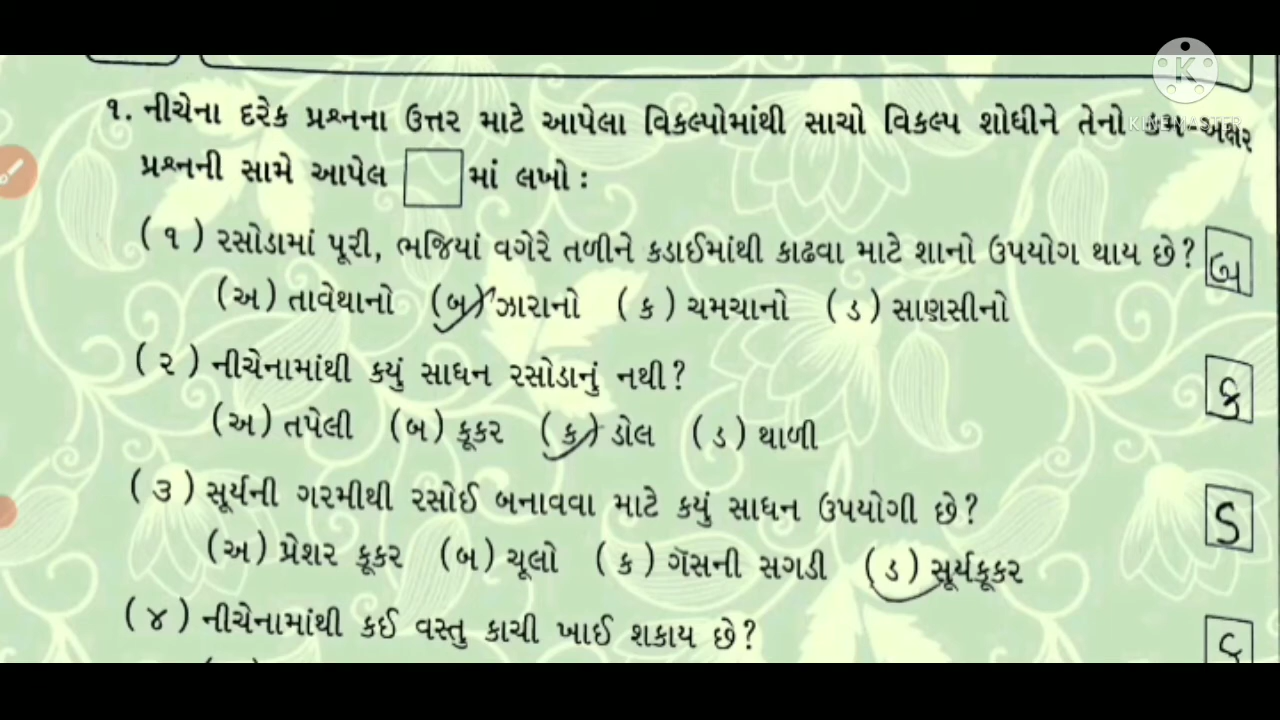 ૧. નીચેના દરેક પ્રશ્નના ઉત્તર માટે આપેલા વિકલ્પોમાંથી સાચો વિકલ્પ શોધીને તેનો ક્રમ-અક્ષર
KINEMASTER
પ્રશ્નની સામે આપેલ માં લખો :
(૧) રસોડામાં પૂરી, ભજિયાં વગેરે તળીને કડાઈમાંથી કાઢવા માટે શાનો ઉપયોગ થાય છે? બ
(અ) તાવેથાનો (બ) ઝારાનો (ક) ચમચાનો (ડ) સાણસીનો
(૨) નીચેનામાંથી કયું સાધન રસોડાનું નથી? ક
(અ) તપેલી (બ) કૂકર (ક) ડોલ (ડ) થાળી
(૩) સૂર્યની ગરમીથી રસોઈ બનાવવા માટે કયું સાધન ઉપયોગી છે? ડ
(અ) પ્રેશર કૂકર (બ) ચૂલો (ક) ગૅસની સગડી (ડ) સૂર્યકૂકર
(૪) નીચેનામાંથી કઈ વસ્તુ કાચી ખાઈ શકાય છે?